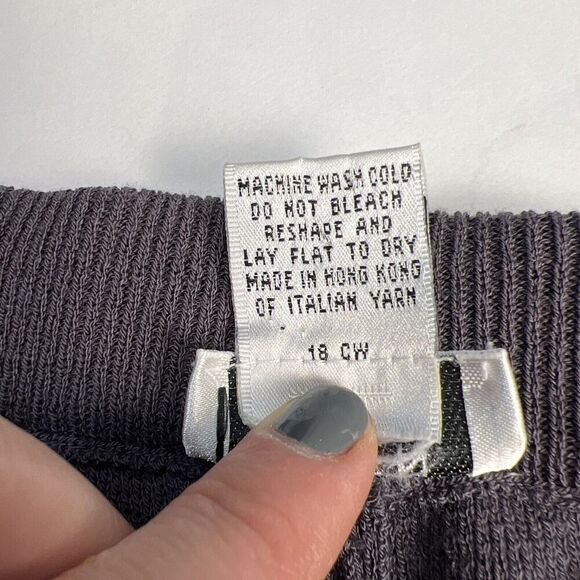 MACHINE WASH COLD
DO NOT BLEACH
RESHAPE AND
LAY FLAT TO DRY
MADE IN HONG KONG
OF ITALIAN YARN
18 CW